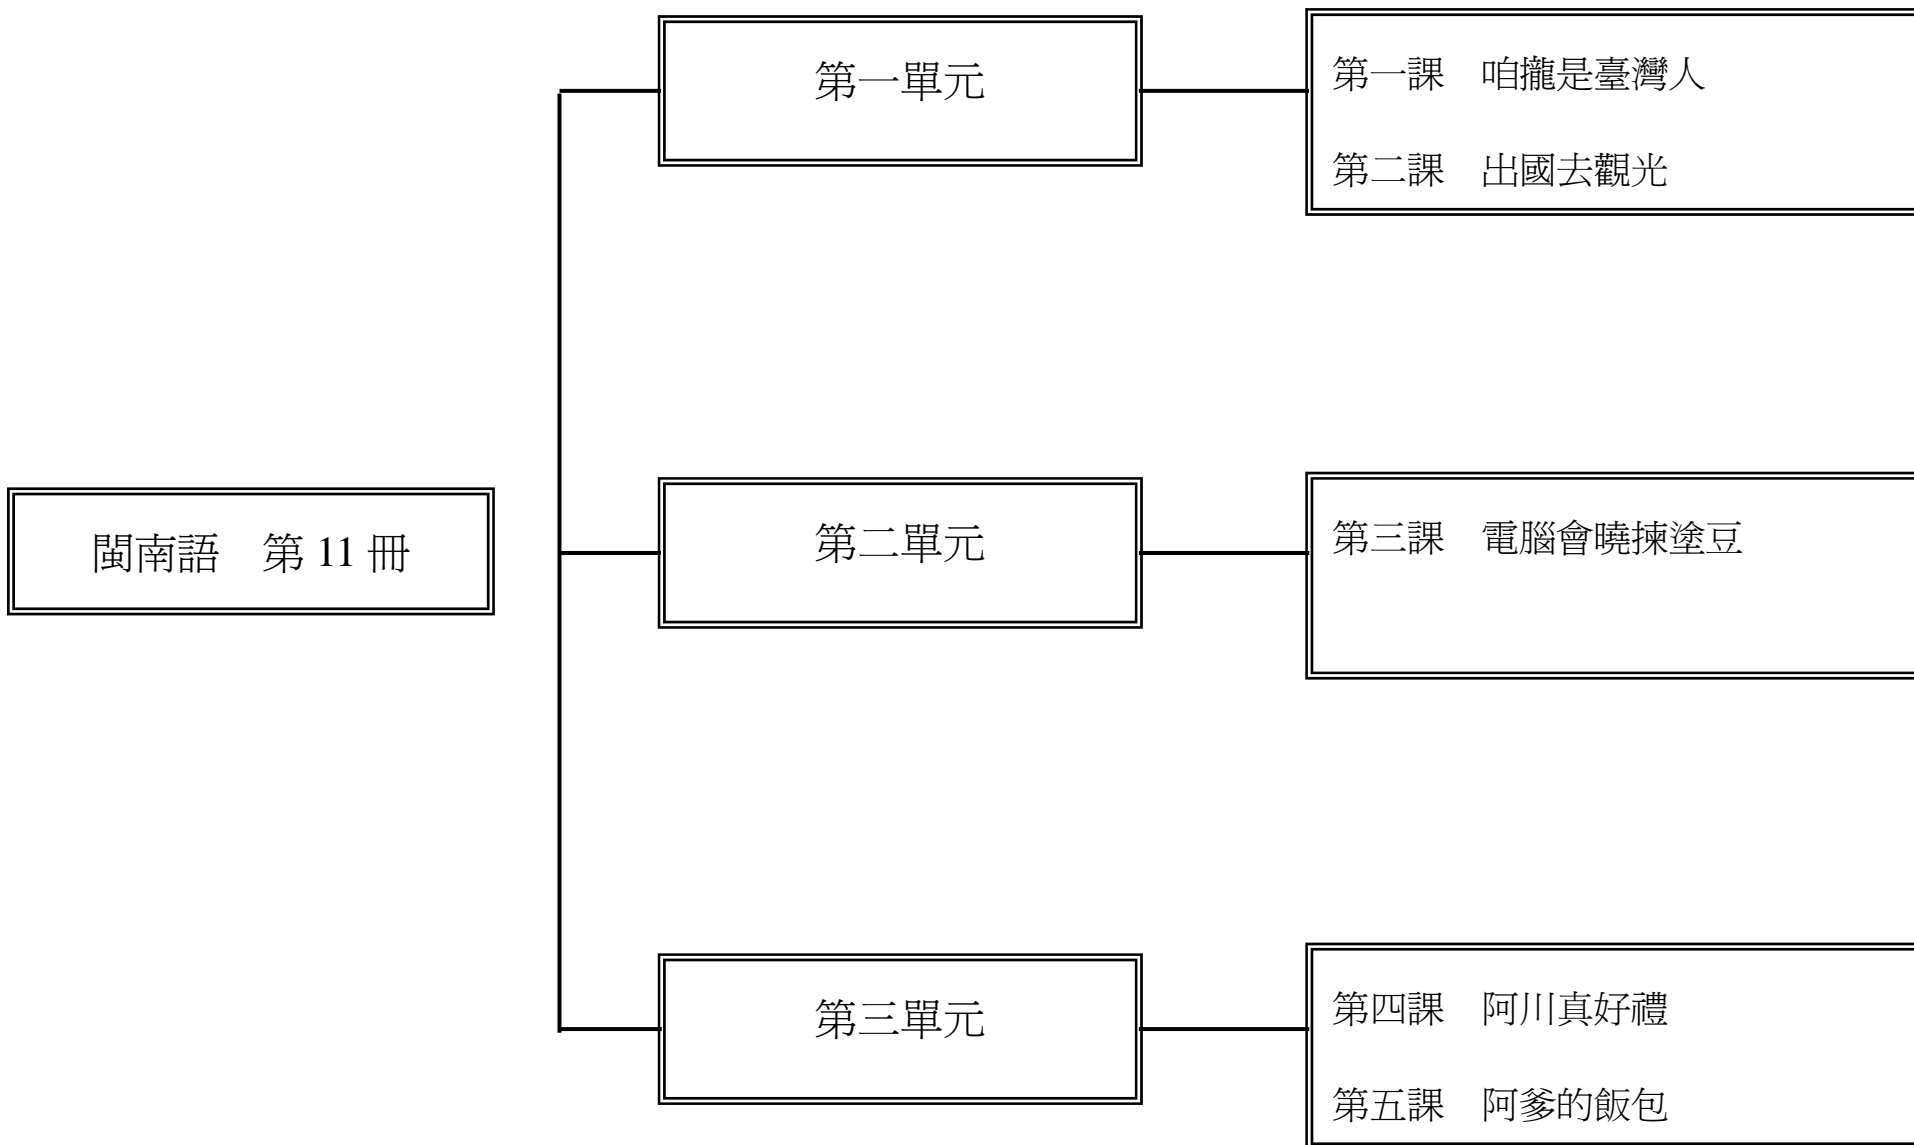 閩南語　第 11 冊
第一單元
第一課　咱攏是臺灣人
第二課　出國去觀光
第二單元
第三課　電腦會曉揀塗豆
第三單元
第四課　阿川真好禮
第五課　阿爹的飯包